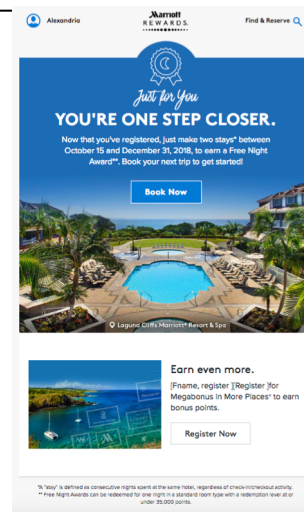 Alexandria
Marriott
REWARDS.
Find & Reserve
Just for You
YOU'RE ONE STEP CLOSER.
Now that you've registered, just make two stays* between
October 15 and December 31, 2018, to earn a Free Night
Award**. Book your next trip to get started!
Book Now
Laguna Cliffs Marriott® Resort & Spa
Earn even more.
[Fname, register ][Register ]for
Megabonus in More Places* to earn
bonus points.
Register Now
*A "stay" is defined as consecutive nights spent at the same hotel, regardless of check-in/checkout activity.
** Free Night Awards can be redeemed for one night in a standard room type with a redemption level at or
under 35,000 points.